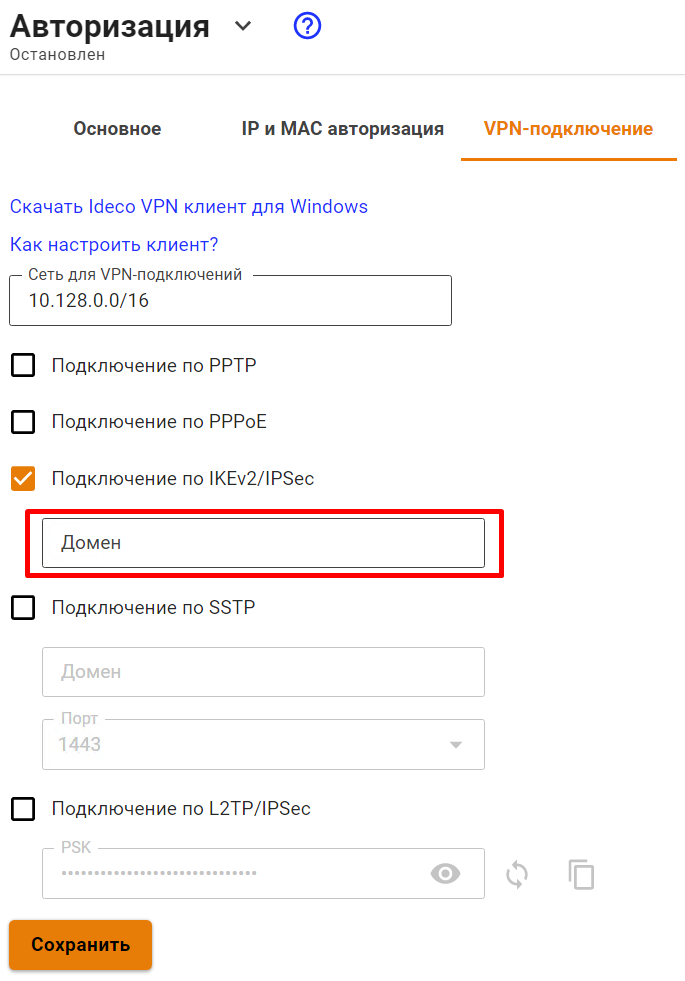 Авторизация
Остановлен
Основное
IP и MAC авторизация
VPN-подключение
Скачать Ideco VPN клиент для Windows
Как настроить клиент?
Сеть для VPN-подключений
10.128.0.0/16
Подключение по PPTP
Подключение по PPPoE
Подключение по IKEv2/IPSec
Домен
Подключение по SSTP
Домен
Порт
1443
Подключение по L2TP/IPSec
PSK
••••••••••••••••••••••••••••••
Сохранить